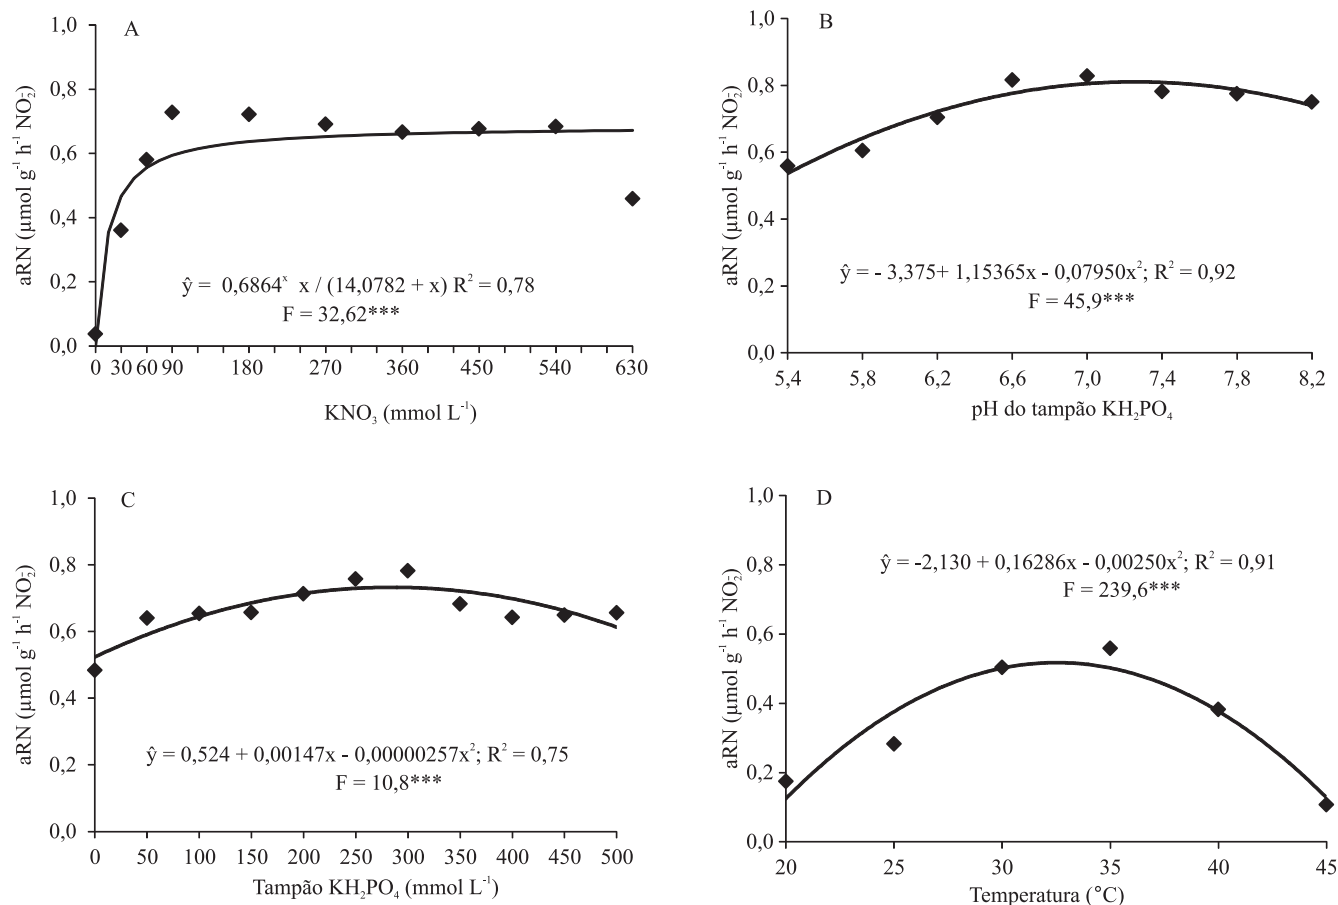 A
aRN (µmol g⁻¹ h⁻¹ NO₂⁻)
1,0
0,8
0,6
0,4
0,2
0,0
ŷ = 0,6864ˣ x / (14,0782 + x) R² = 0,78
F = 32,62***
0 30 60 90 180 270 360 450 540 630
KNO₃ (mmol L⁻¹)
B
aRN (µmol g⁻¹ h⁻¹ NO₂⁻)
1,0
0,8
0,6
0,4
0,2
0,0
ŷ = - 3,375+ 1,15365x - 0,07950x²; R² = 0,92
F = 45,9***
5,4 5,8 6,2 6,6 7,0 7,4 7,8 8,2
pH do tampão KH₂PO₄
C
aRN (µmol g⁻¹ h⁻¹ NO₂⁻)
1,0
0,8
0,6
0,4
0,2
0,0
ŷ = 0,524 + 0,00147x - 0,00000257x²; R² = 0,75
F = 10,8***
0 50 100 150 200 250 300 350 400 450 500
Tampão KH₂PO₄ (mmol L⁻¹)
D
aRN (µmol g⁻¹ h⁻¹ NO₂⁻)
1,0
0,8
0,6
0,4
0,2
0,0
ŷ = -2,130 + 0,16286x - 0,00250x²; R² = 0,91
F = 239,6***
20 25 30 35 40 45
Temperatura (°C)